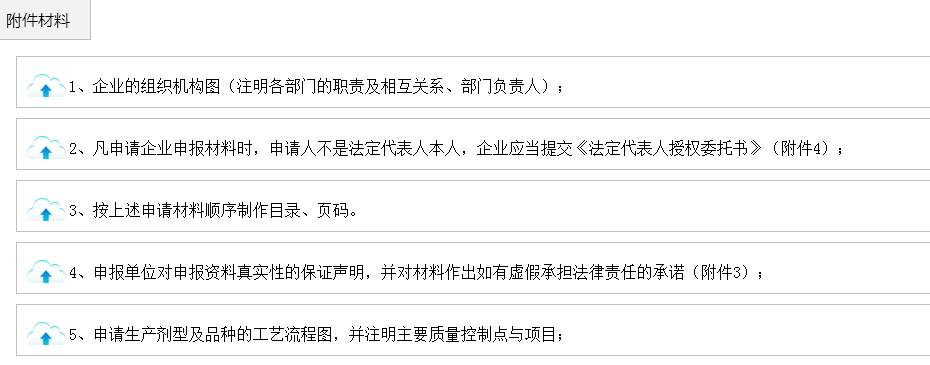 附件材料
1、企业的组织机构图（注明各部门的职责及相互关系、部门负责人）；
2、凡申请企业申报材料时，申请人不是法定代表人本人，企业应当提交《法定代表人授权委托书》（附件4）；
3、按上述申请材料顺序制作目录、页码。
4、申报单位对申报资料真实性的保证声明，并对材料作出如有虚假承担法律责任的承诺（附件3）；
5、申请生产剂型及品种的工艺流程图，并注明主要质量控制点与项目；